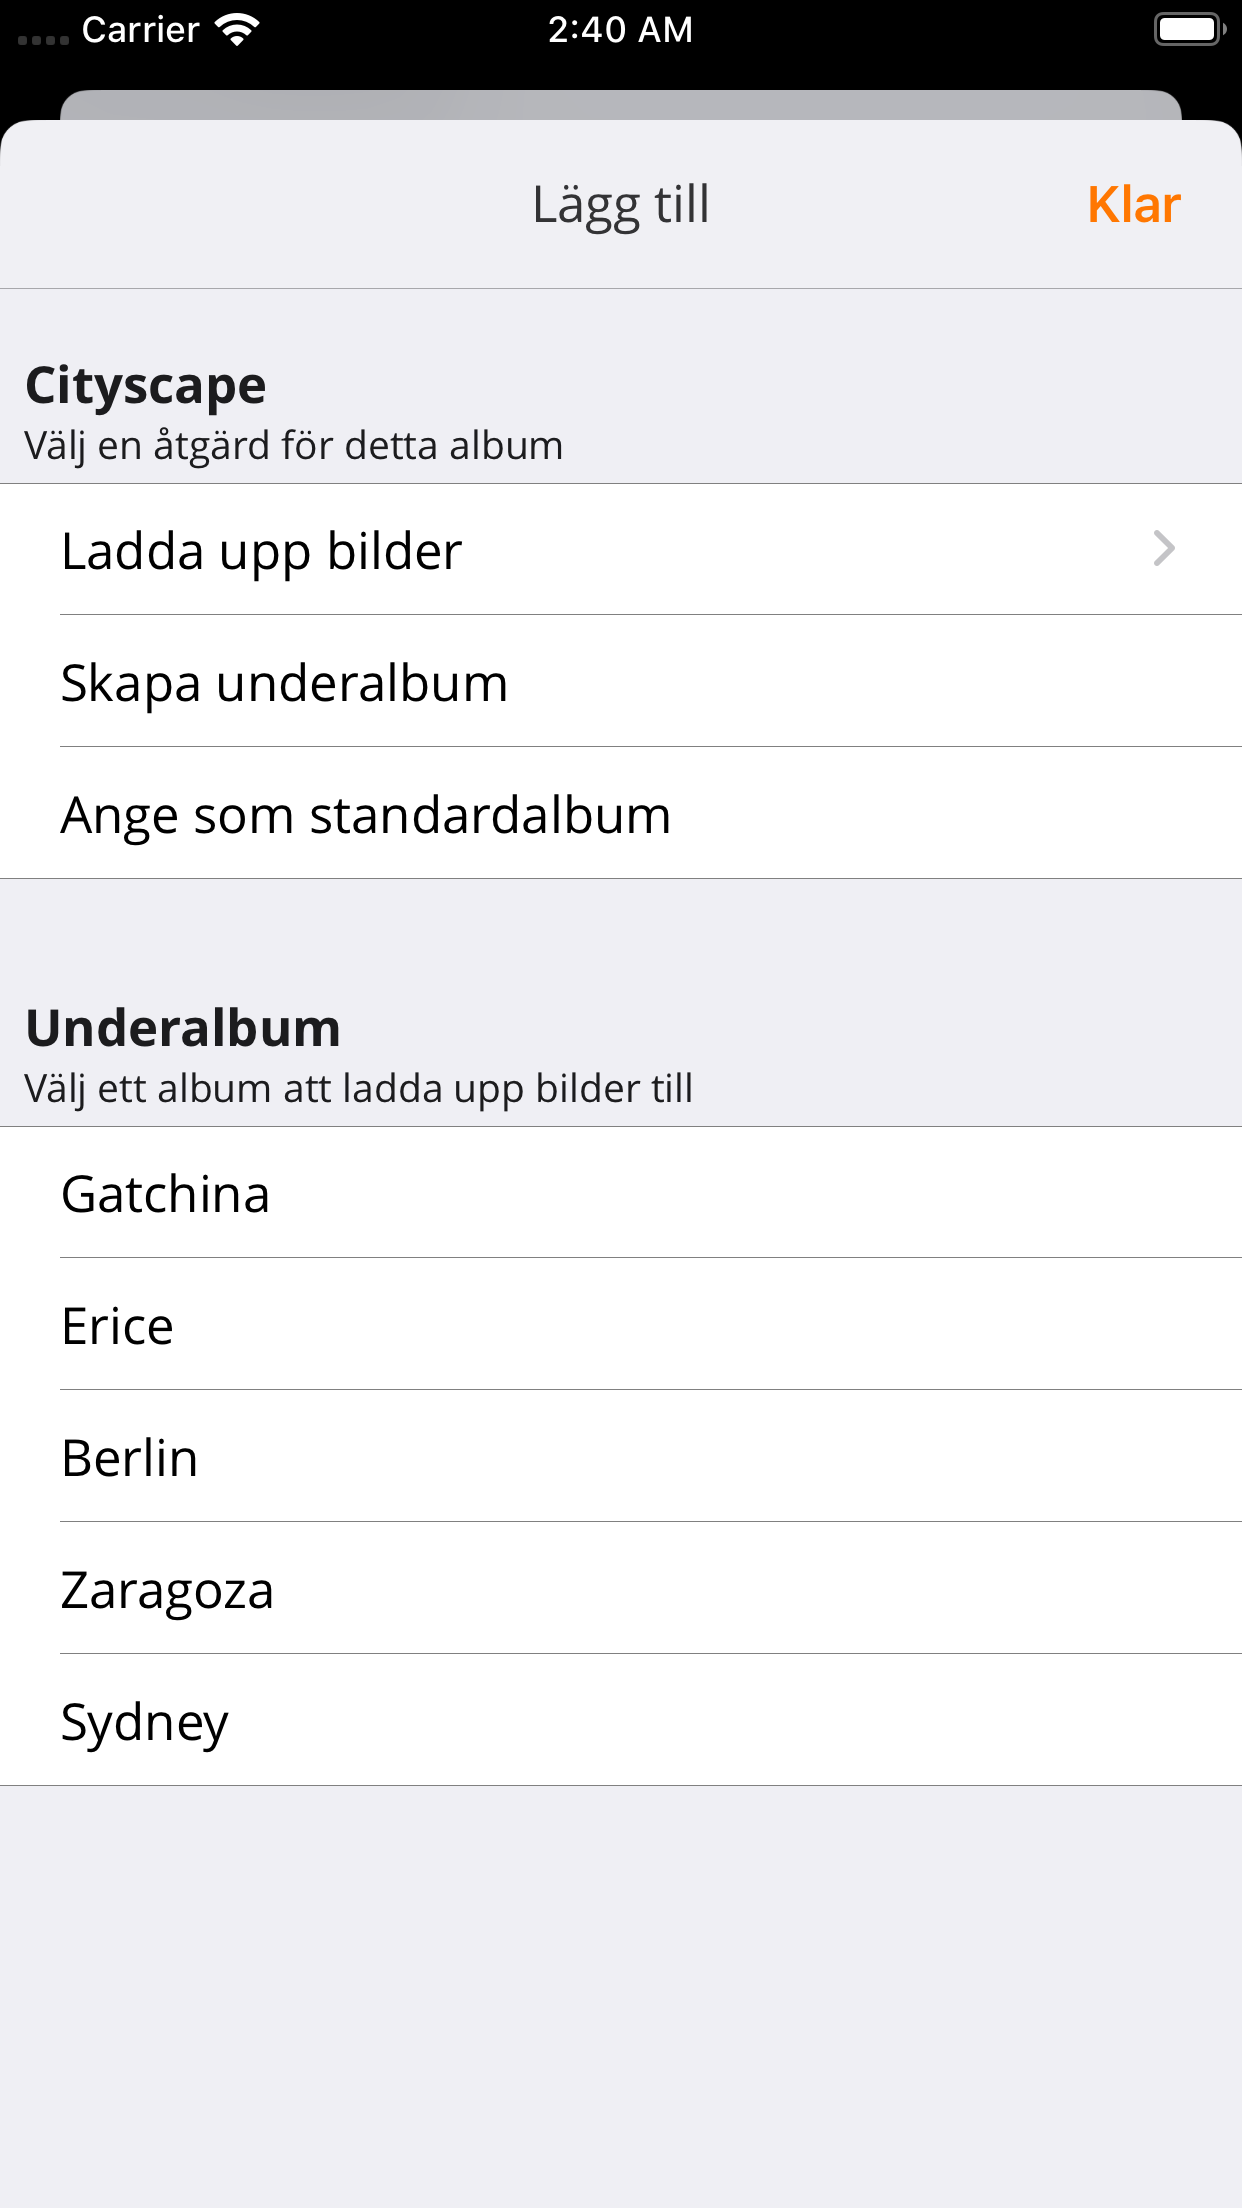 Carrier 2:40 AM
Lägg till Klar
Cityscape
Välj en åtgärd för detta album
Ladda upp bilder
Skapa underalbum
Ange som standardalbum
Underalbum
Välj ett album att ladda upp bilder till
Gatchina
Erice
Berlin
Zaragoza
Sydney